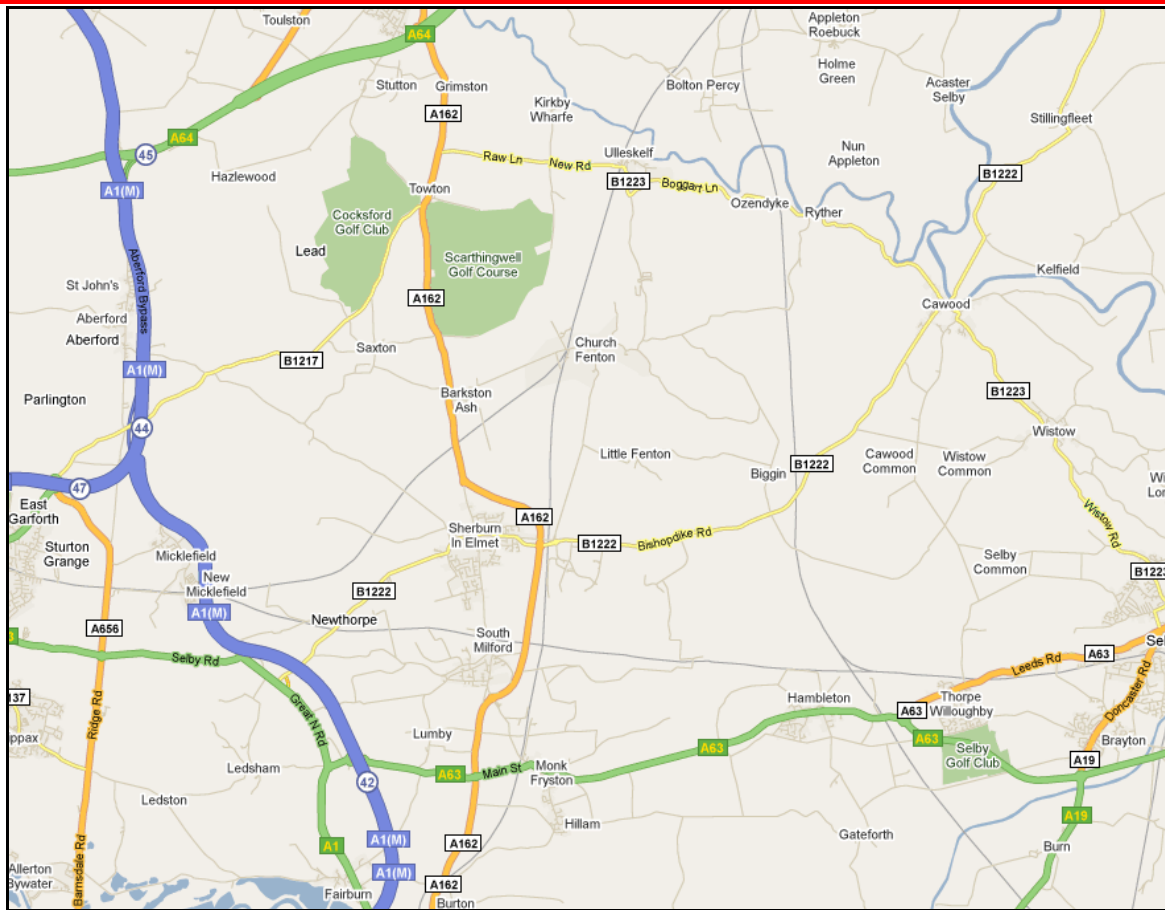 Toulston
A64
Appleton
Roebuck
Stutton
Grimston
Holme
Green
Bolton Percy
Acaster
Selby
Kirkby
Wharfe
A162
Stillingfleet
A64
45
Raw Ln
New Rd
Ulleskelf
Nun
Appleton
Hazlewood
A1(M)
Towton
B1223
Boggart Ln
B1222
Ozendyke
Ryther
Cocksford
Golf Club
Lead
Scarthingwell
Golf Course
Aberford Bypass
St John's
A162
Kelfield
Cawood
Aberford
Aberford
Saxton
Church
Fenton
B1217
A1(M)
Barkston
Ash
Parlington
B1223
44
Wistow
Little Fenton
Biggin
B1222
Cawood
Common
Wistow
Common
47
East
Garforth
A162
Sherburn
In Elmet
B1222
Bishopdike Rd
Wistow Rd
Sturton
Grange
Micklefield
Selby
Common
New
Micklefield
B1222
B1223
A1(M)
Newthorpe
A656
South
Milford
Selby Rd
A63
Leeds Rd
Ridge Rd
Great N Rd
Hambleton
Thorpe
Willoughby
A63
Doncaster Rd
137
Lumby
A63
A63
Brayton
Selby
Golf Club
Ledsham
42
A63
Main St
Monk
Fryston
A19
Ledston
Hillam
A19
Gateforth
A1
A1(M)
A162
Burn
Barnsdale Rd
Allerton
Bywater
A1(M)
A162
Fairburn
Burton